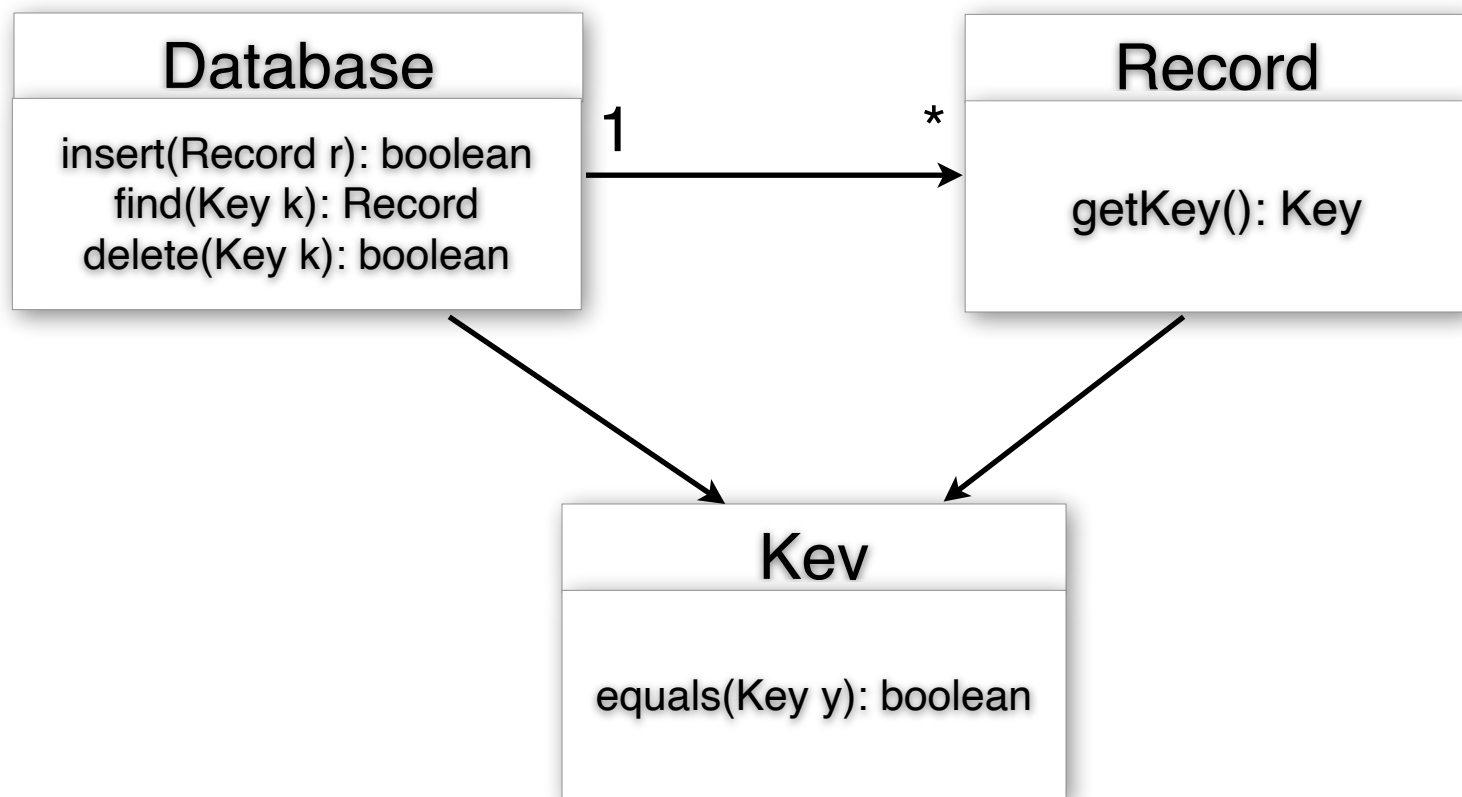 Database
insert(Record r): boolean
find(Key k): Record
delete(Key k): boolean
1
*
Record
getKey(): Key
Kev
equals(Key y): boolean